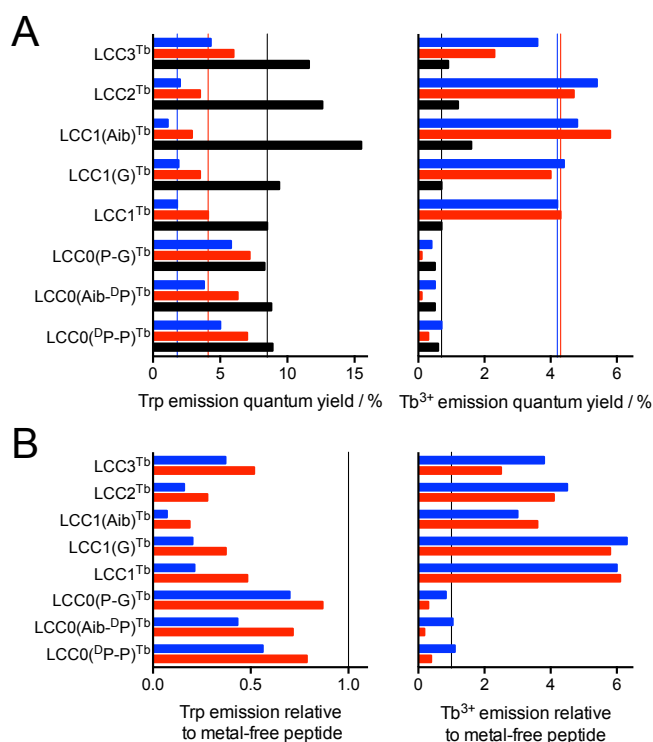 A
LCC3Tb
LCC2Tb
LCC1(Aib)Tb
LCC1(G)Tb
LCC1Tb
LCC0(P-G)Tb
LCC0(Aib-DP)Tb
LCC0(DP-P)Tb
0 5 10 15
Trp emission quantum yield / %
0 2 4 6
Tb3+ emission quantum yield / %
B
LCC3Tb
LCC2Tb
LCC1(Aib)Tb
LCC1(G)Tb
LCC1Tb
LCC0(P-G)Tb
LCC0(Aib-DP)Tb
LCC0(DP-P)Tb
0.0 0.5 1.0
Trp emission relative
to metal-free peptide
0 2 4 6
Tb3+ emission relative
to metal-free peptide